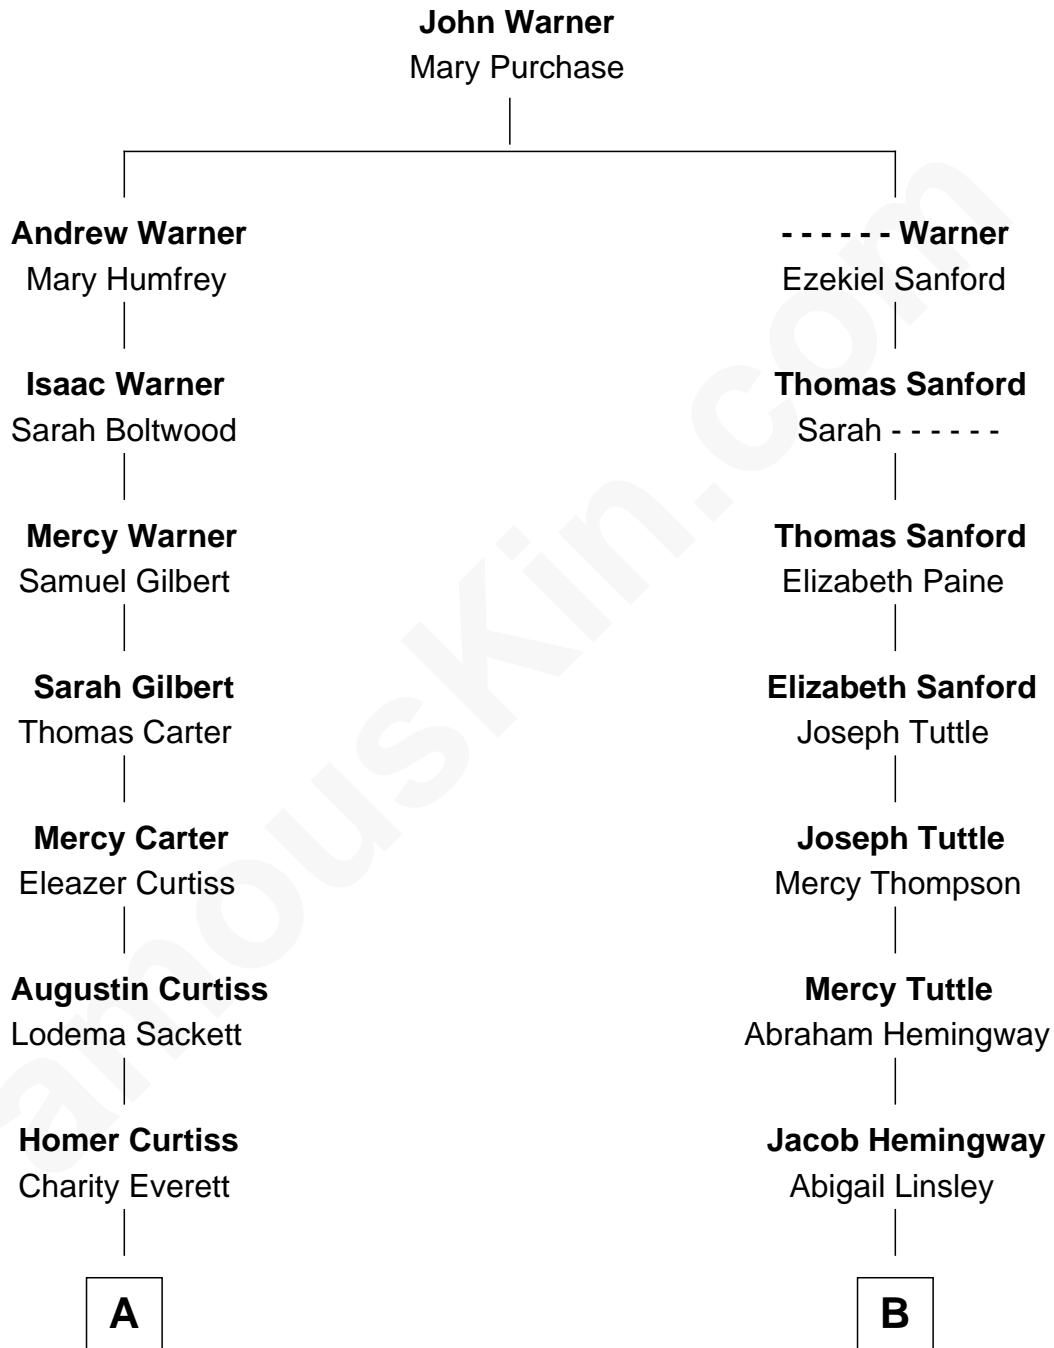 John Warner
Mary Purchase
Andrew Warner
Mary Humfrey
Isaac Warner
Sarah Boltwood
Mercy Warner
Samuel Gilbert
Sarah Gilbert
Thomas Carter
Mercy Carter
Eleazer Curtiss
Augustin Curtiss
Lodema Sackett
Homer Curtiss
Charity Everett
A
- - - - - - Warner
Ezekiel Sanford
Thomas Sanford
Sarah - - - - - -
Thomas Sanford
Elizabeth Paine
Elizabeth Sanford
Joseph Tuttle
Joseph Tuttle
Mercy Thompson
Mercy Tuttle
Abraham Hemingway
Jacob Hemingway
Abigail Linsley
B
amousKin.com